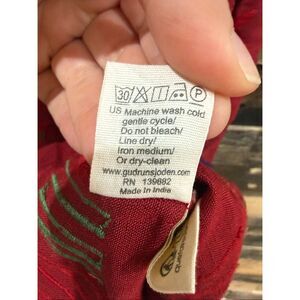 30 P
US Machine wash cold
gentle cycle/
Do not bleach/
Line dry/
Iron medium/
Or dry-clean
www.gudrunsjoden.com
RN 139682
Made in India